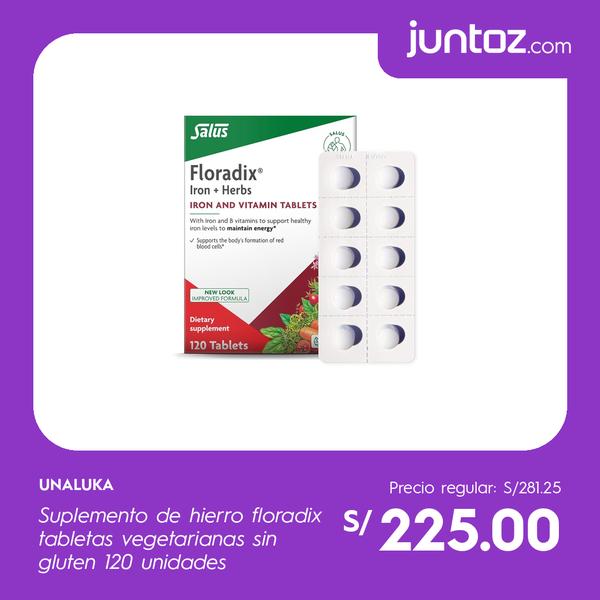 juntoz.com
Salus
SALUS
Floradix®
Iron + Herbs
IRON AND VITAMIN TABLETS
With Iron and B vitamins to support healthy
iron levels to maintain energy*
✓ Supports the body's formation of red
blood cells*
NEW LOOK
IMPROVED FORMULA
Dietary
supplement
120 Tablets
UNALUKA
Suplemento de hierro floradix
tabletas vegetarianas sin
gluten 120 unidades
Precio regular: S/281.25
S/ 225.00